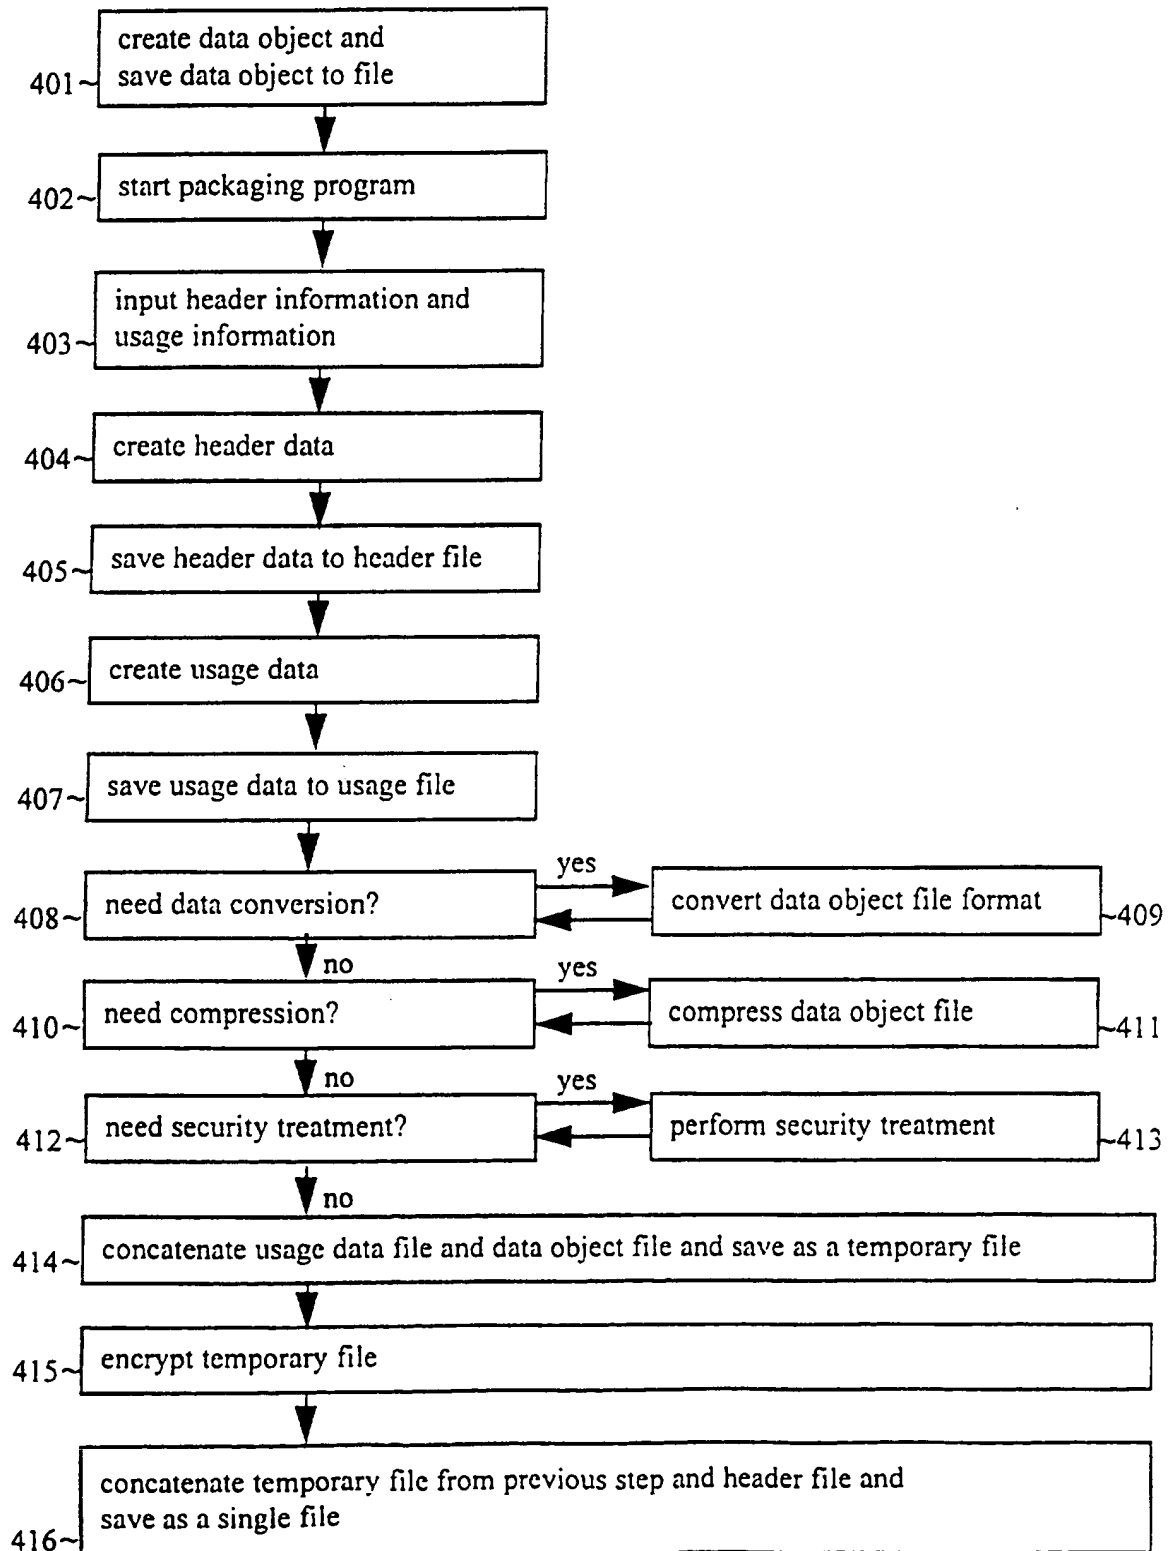 create data object and
save data object to file
401~
start packaging program
402~
input header information and
usage information
403~
create header data
404~
save header data to header file
405~
create usage data
406~
save usage data to usage file
407~
yes
need data conversion?
convert data object file format
408~
~409
no
yes
need compression?
compress data object file
410~
~411
no
yes
need security treatment?
perform security treatment
412~
~413
no
concatenate usage data file and data object file and save as a temporary file
414~
encrypt temporary file
415~
concatenate temporary file from previous step and header file and
save as a single file
416~